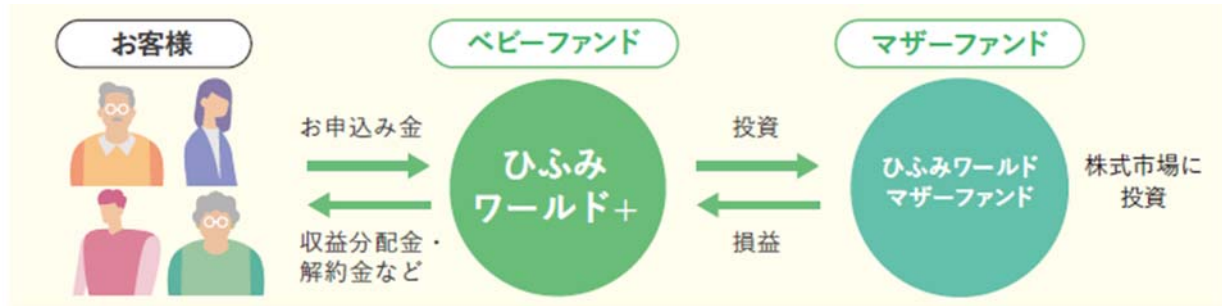 お客様
ベビーファンド
マザーファンド
お申込み金
収益分配金・
解約金など
ひふみ
ワールド+
投資
損益
ひふみワールド
マザーファンド
株式市場に
投資